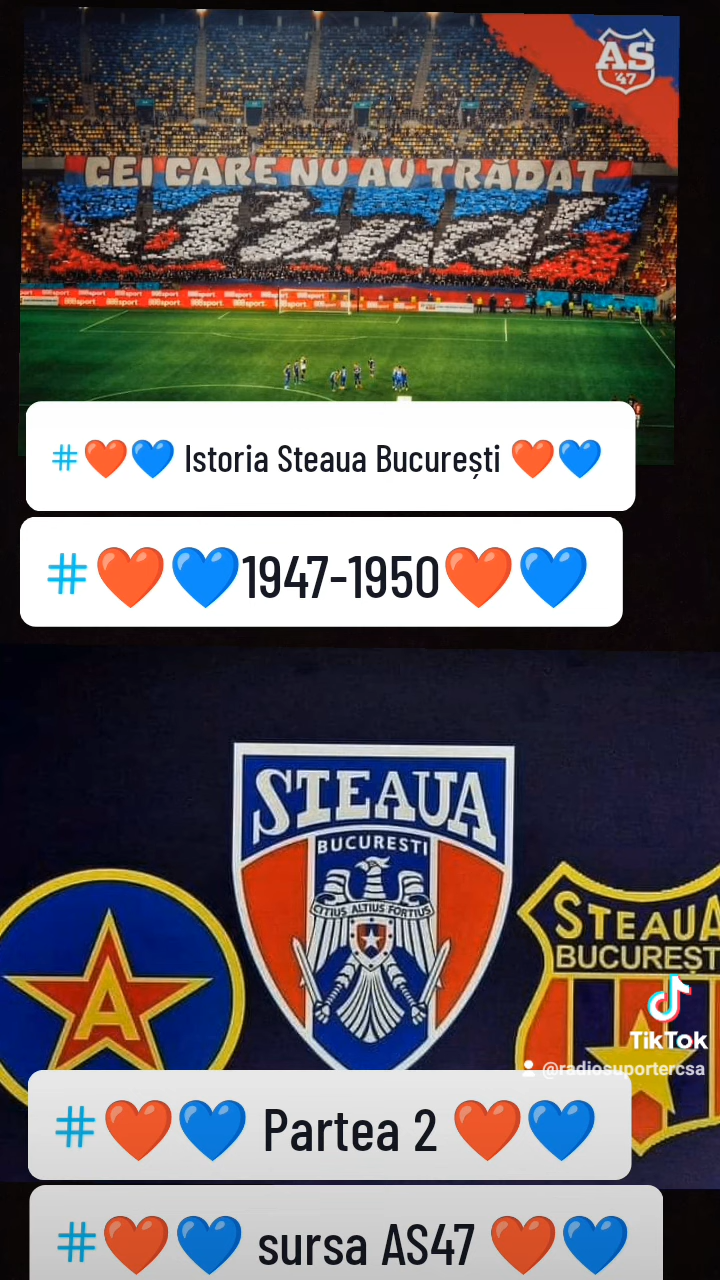 AS
'47
CEI CARE NU AU TRĂDAT
#🧡💙 Istoria Steaua București 🧡💙
#🧡💙1947-1950🧡💙
STEAUA
BUCURESTI
CITIUS ALTIUS FORTIUS
A
STEAUA
BUCUREȘT
TikTok
@radiosuportercsa
#🧡💙 Partea 2 🧡💙
#🧡💙 sursa AS47 🧡💙